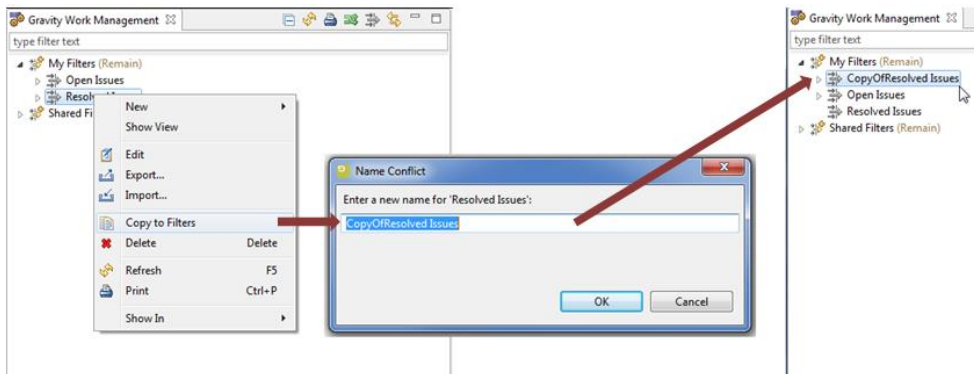 Gravity Work Management
type filter text
My Filters (Remain)
Open Issues
Shared
New
Show View
Edit
Export...
Import...
Copy to Filters
Delete Delete
Refresh F5
Print Ctrl+P
Show In
Name Conflict
Enter a new name for 'Resolved Issues':
CopyOfResolved Issues
OK Cancel
Gravity Work Management
type filter text
My Filters (Remain)
CopyOfResolved Issues
Open Issues
Resolved Issues
Shared Filters (Remain)